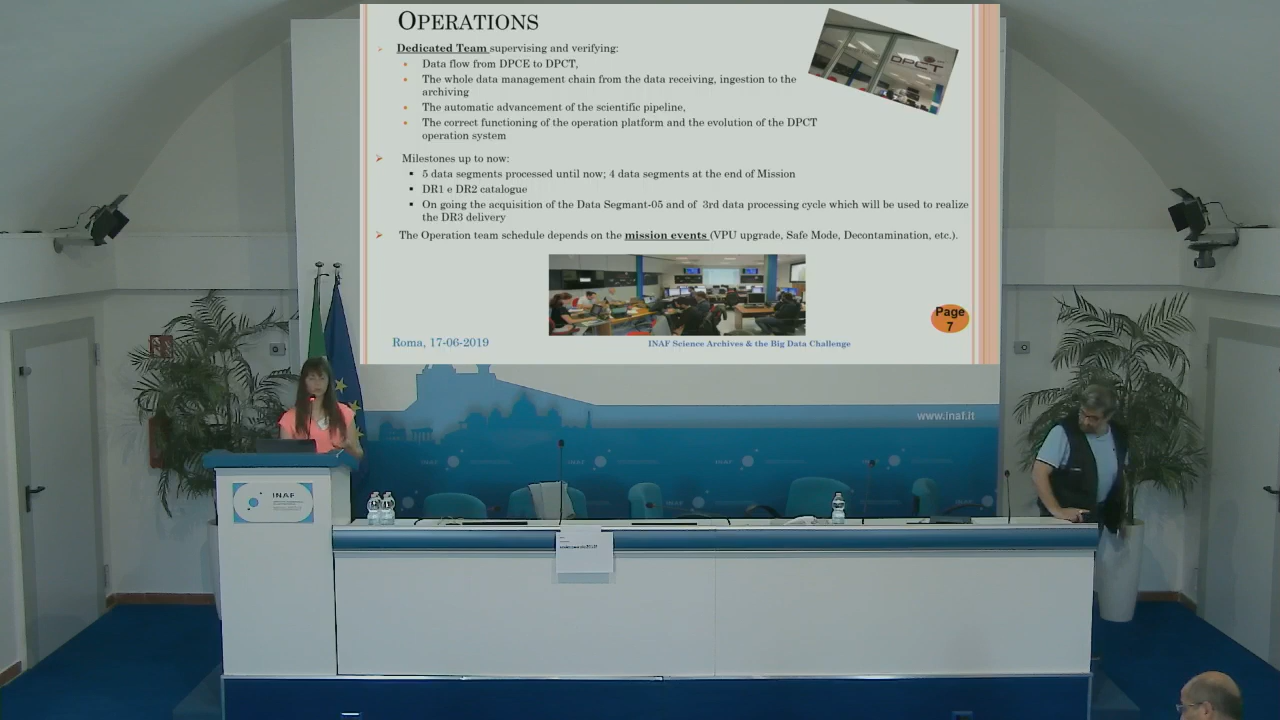 OPERATIONS
Dedicated Team supervising and verifying:
Data flow from DPCE to DPCT,
The whole data management chain from the data receiving, ingestion to the
archiving
The automatic advancement of the scientific pipeline,
The correct functioning of the operation platform and the evolution of the DPCT
operation system
Milestones up to now:
5 data segments processed until now; 4 data segments at the end of Mission
DR1 e DR2 catalogue
On going the acquisition of the Data Segmant-05 and of 3rd data processing cycle which will be used to realize
the DR3 delivery
The Operation team schedule depends on the mission events (VPU upgrade, Safe Mode, Decontamination, etc.).
DPCT
Page
7
Roma, 17-06-2019
INAF Science Archives & the Big Data Challenge
www.inaf.it
INAF